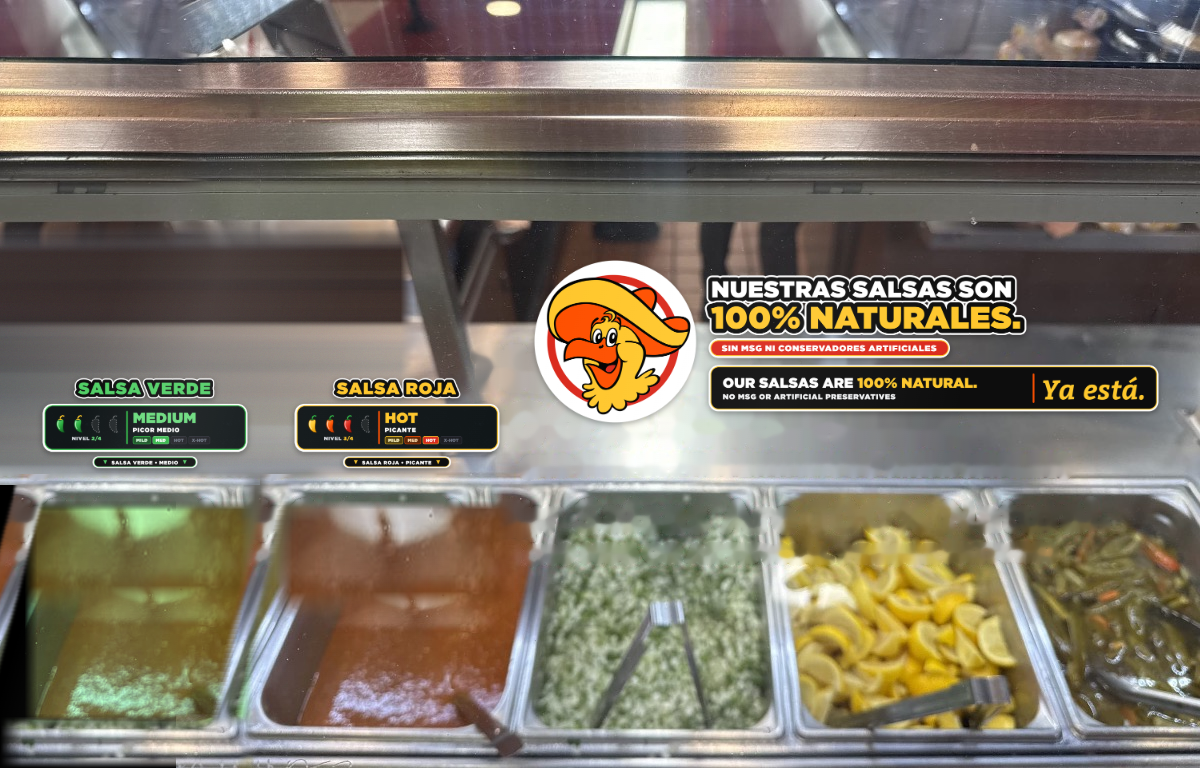 NUESTRAS SALSAS SON
100% NATURALES.
SIN MSG NI CONSERVADORES ARTIFICIALES
OUR SALSAS ARE 100% NATURAL.
NO MSG OR ARTIFICIAL PRESERVATIVES
Ya está.
SALSA VERDE
MEDIUM
PICOR MEDIO
NIVEL 2/4
MILD MED HOT X-HOT
▼ SALSA VERDE • MEDIO ▼
SALSA ROJA
HOT
PICANTE
NIVEL 3/4
MILD MED HOT X-HOT
▼ SALSA ROJA • PICANTE ▼